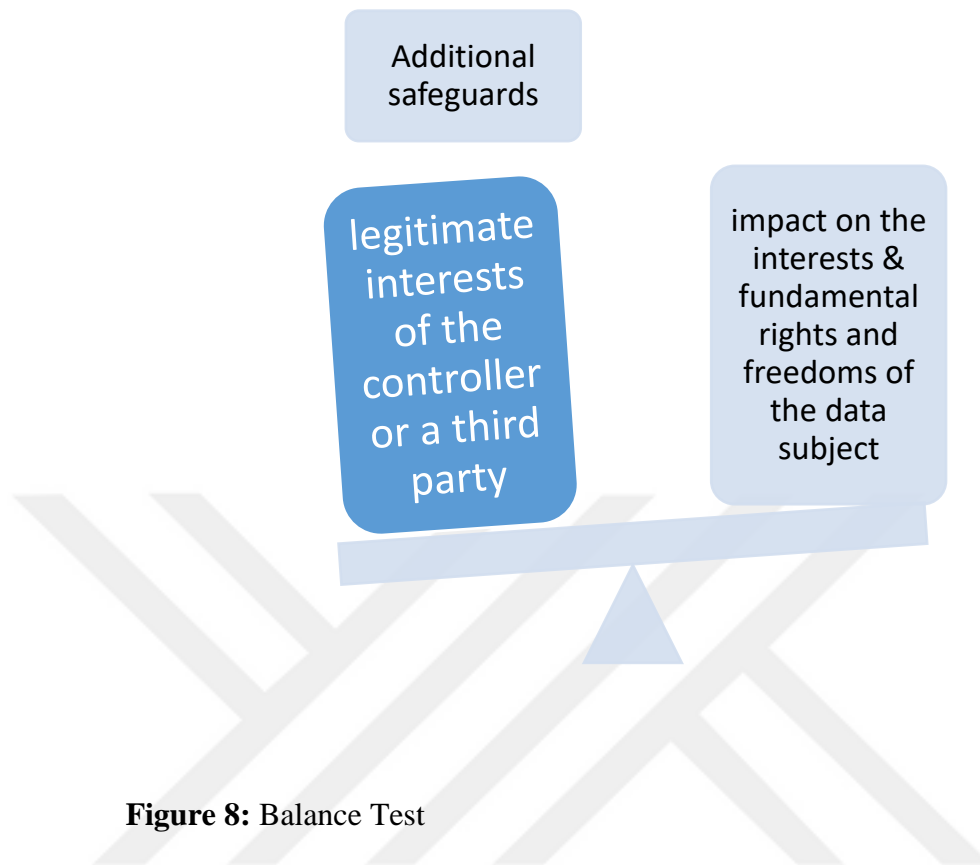 Additional
safeguards
legitimate
interests
of the
controller
or a third
party
impact on the
interests &
fundamental
rights and
freedoms of
the data
subject
Figure 8: Balance Test